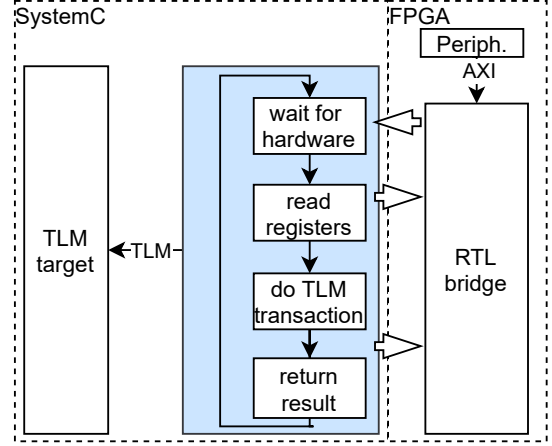 SystemC
FPGA
Periph.
AXI
wait for
hardware
read
registers
TLM
target
TLM
RTL
bridge
do TLM
transaction
return
result